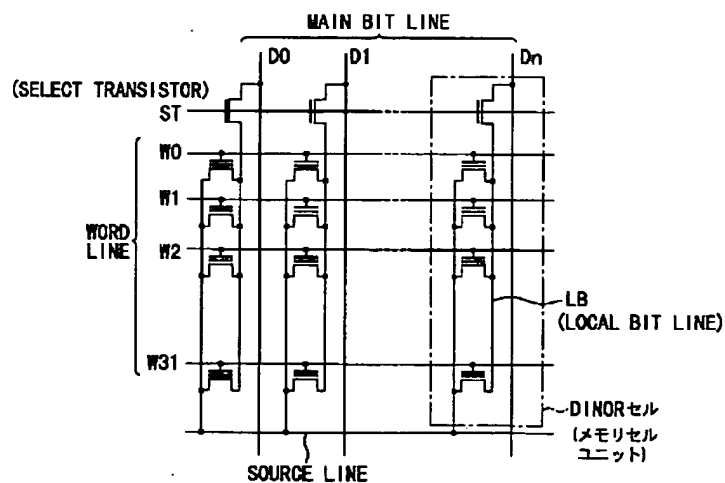 MAIN BIT LINE
D0 D1 Dn
(SELECT TRANSISTOR)
ST
W0
W1
WORD
LINE
W2
LB
(LOCAL BIT LINE)
W31
DINORセル
(メモリセル
ユニット)
SOURCE LINE